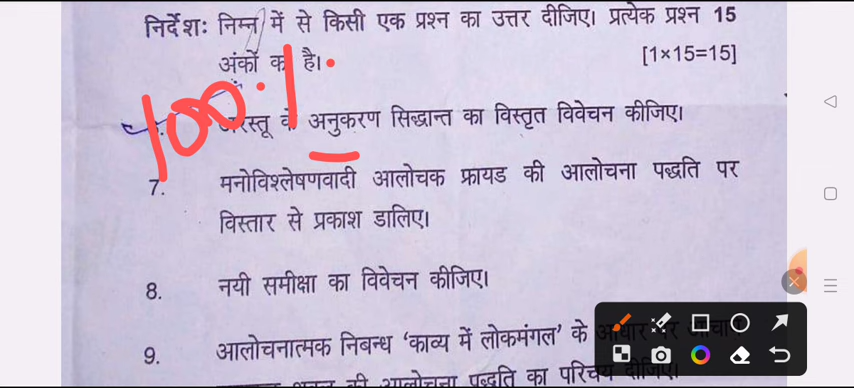 निर्देशः निम्न में से किसी एक प्रश्न का उत्तर दीजिए। प्रत्येक प्रश्न 15
अंकों का है। [1×15=15]
100%
अरस्तू के अनुकरण सिद्धान्त का विस्तृत विवेचन कीजिए।
7. मनोविश्लेषणवादी आलोचक फ्रायड की आलोचना पद्धति पर
विस्तार से प्रकाश डालिए।
8. नयी समीक्षा का विवेचन कीजिए।
9. आलोचनात्मक निबन्ध ‘काव्य में लोकमंगल’ के आधार पर
की आलोचना पद्धति का परिचय दीजिए।